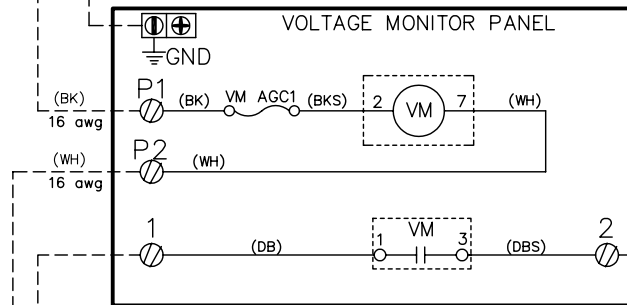 VOLTAGE MONITOR PANEL
GND
P1
(BK) (BK) VM AGC1 (BKS) 2 VM 7 (WH)
16 awg
P2
(WH) (WH)
16 awg
1 VM 2
(DB) 1 3 (DBS)